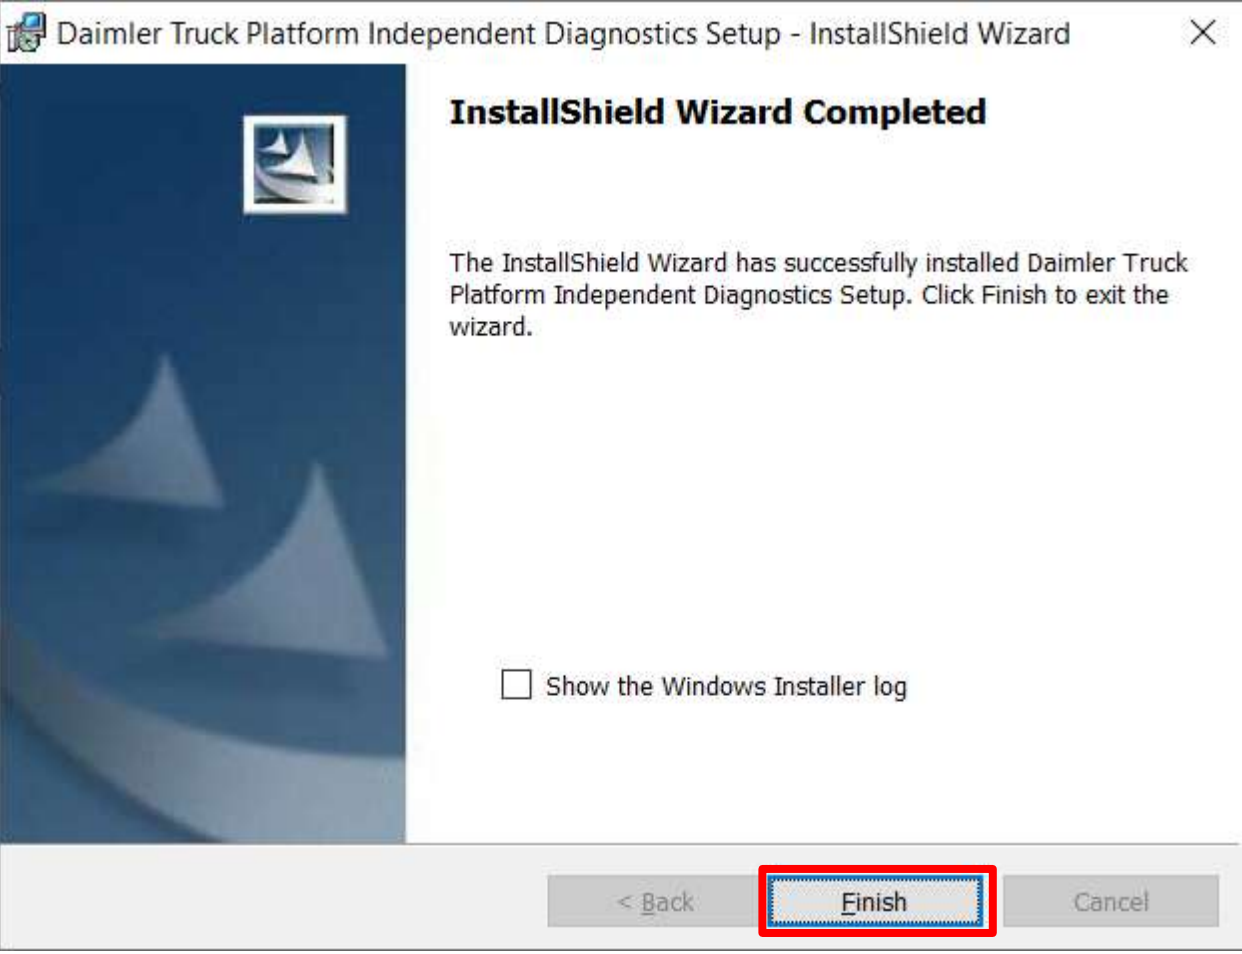 Daimler Truck Platform Independent Diagnostics Setup - InstallShield Wizard
InstallShield Wizard Completed
The InstallShield Wizard has successfully installed Daimler Truck
Platform Independent Diagnostics Setup. Click Finish to exit the
wizard.
Show the Windows Installer log
< Back Finish Cancel